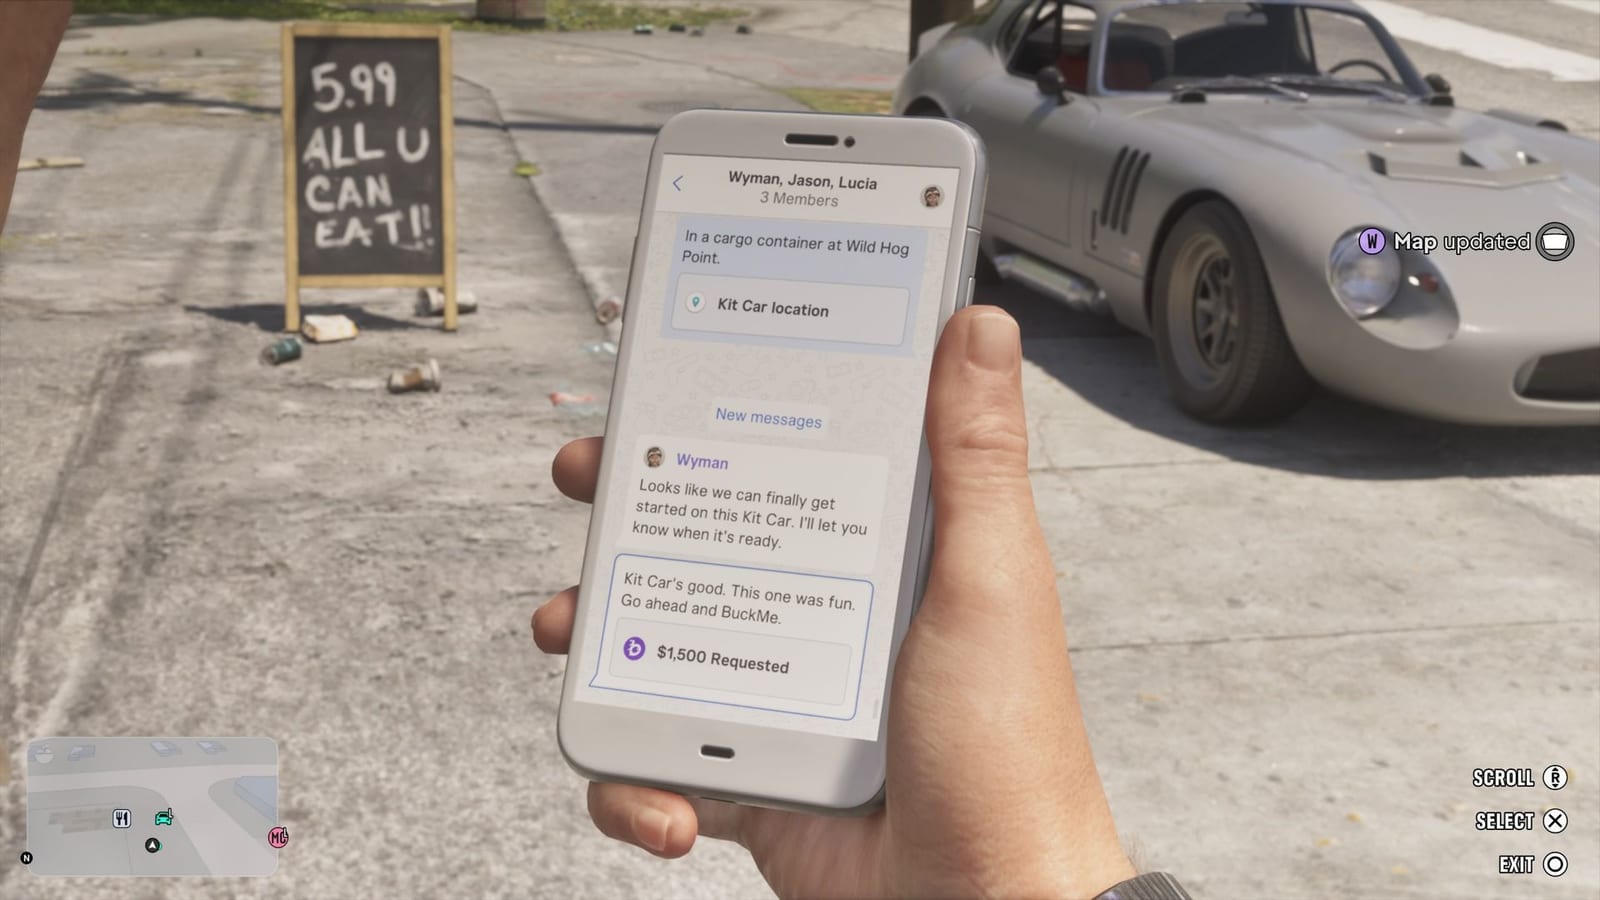 5.99
ALL U
CAN
EAT!!
Wyman, Jason, Lucia
3 Members
In a cargo container at Wild Hog
Point.
Kit Car location
New messages
Wyman
Looks like we can finally get
started on this Kit Car. I'll let you
know when it's ready.
Kit Car's good. This one was fun.
Go ahead and BuckMe.
$1,500 Requested
W Map updated
SCROLL R
SELECT
EXIT
N
MC